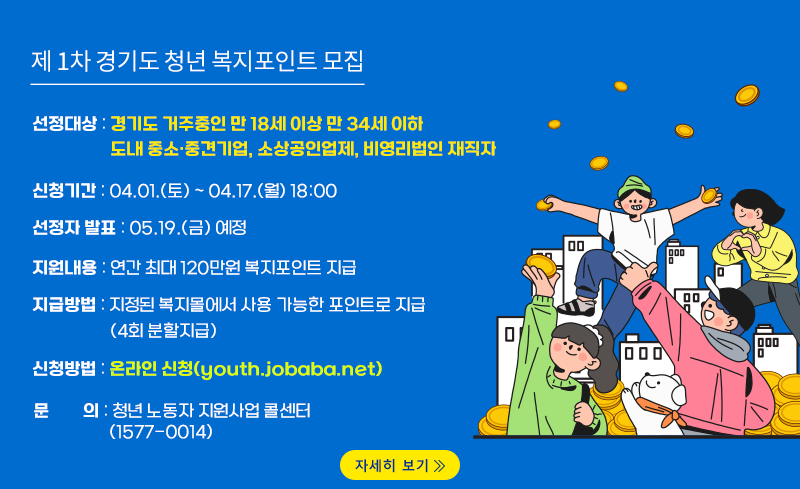 제 1차 경기도 청년 복지포인트 모집
선정대상 : 경기도 거주중인 만 18세 이상 만 34세 이하
도내 중소·중견기업, 소상공인업체, 비영리법인 재직자
신청기간 : 04.01.(토) ~ 04.17.(월) 18:00
선정자 발표 : 05.19.(금) 예정
지원내용 : 연간 최대 120만원 복지포인트 지급
지급방법 : 지정된 복지몰에서 사용 가능한 포인트로 지급
(4회 분할지급)
신청방법 : 온라인 신청(youth.jobaba.net)
문 의 : 청년 노동자 지원사업 콜센터
(1577-0014)
자세히 보기 》